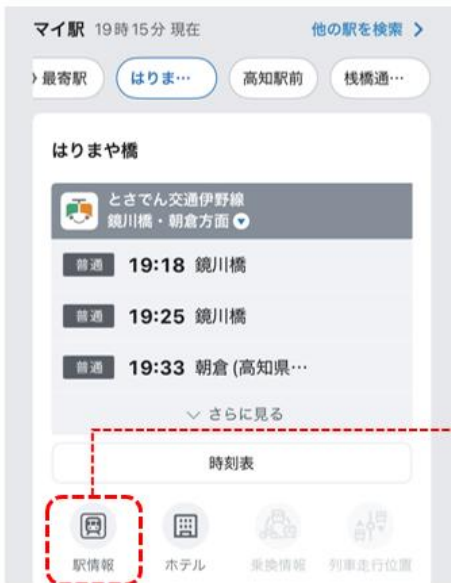 マイ駅 19時15分 現在 他の駅を検索
最寄駅 はりま… 高知駅前 桟橋通…
はりまや橋
とさでん交通伊野線
鏡川橋・朝倉方面
普通 19:18 鏡川橋
普通 19:25 鏡川橋
普通 19:33 朝倉(高知県…
さらに見る
時刻表
駅情報 ホテル 乗換情報 列車走行位置